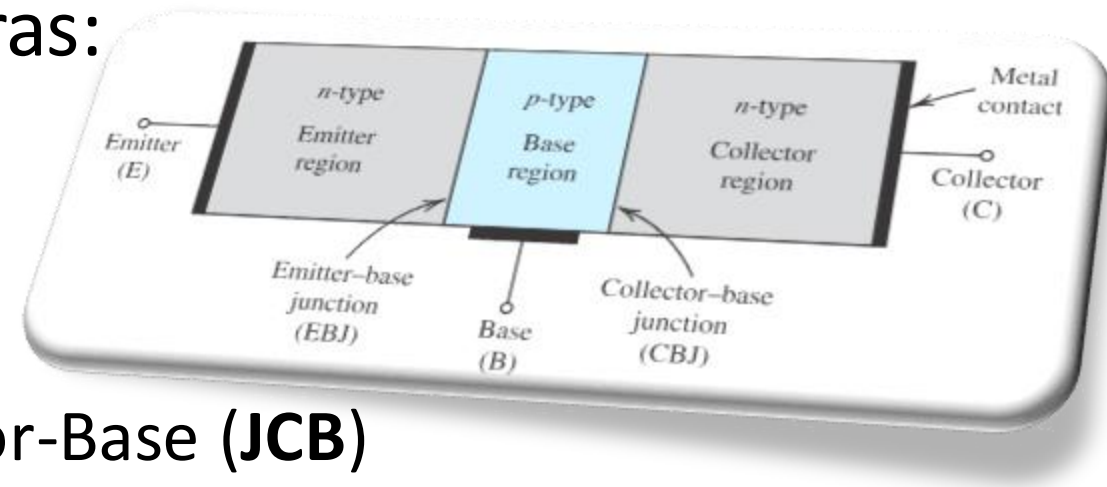 ras:
n-type
Emitter
region
p-type
Base
region
n-type
Collector
region
Metal
contact
Emitter
(E)
Collector
(C)
Emitter–base
junction
(EBJ)
Base
(B)
Collector–base
junction
(CBJ)
or-Base (JCB)